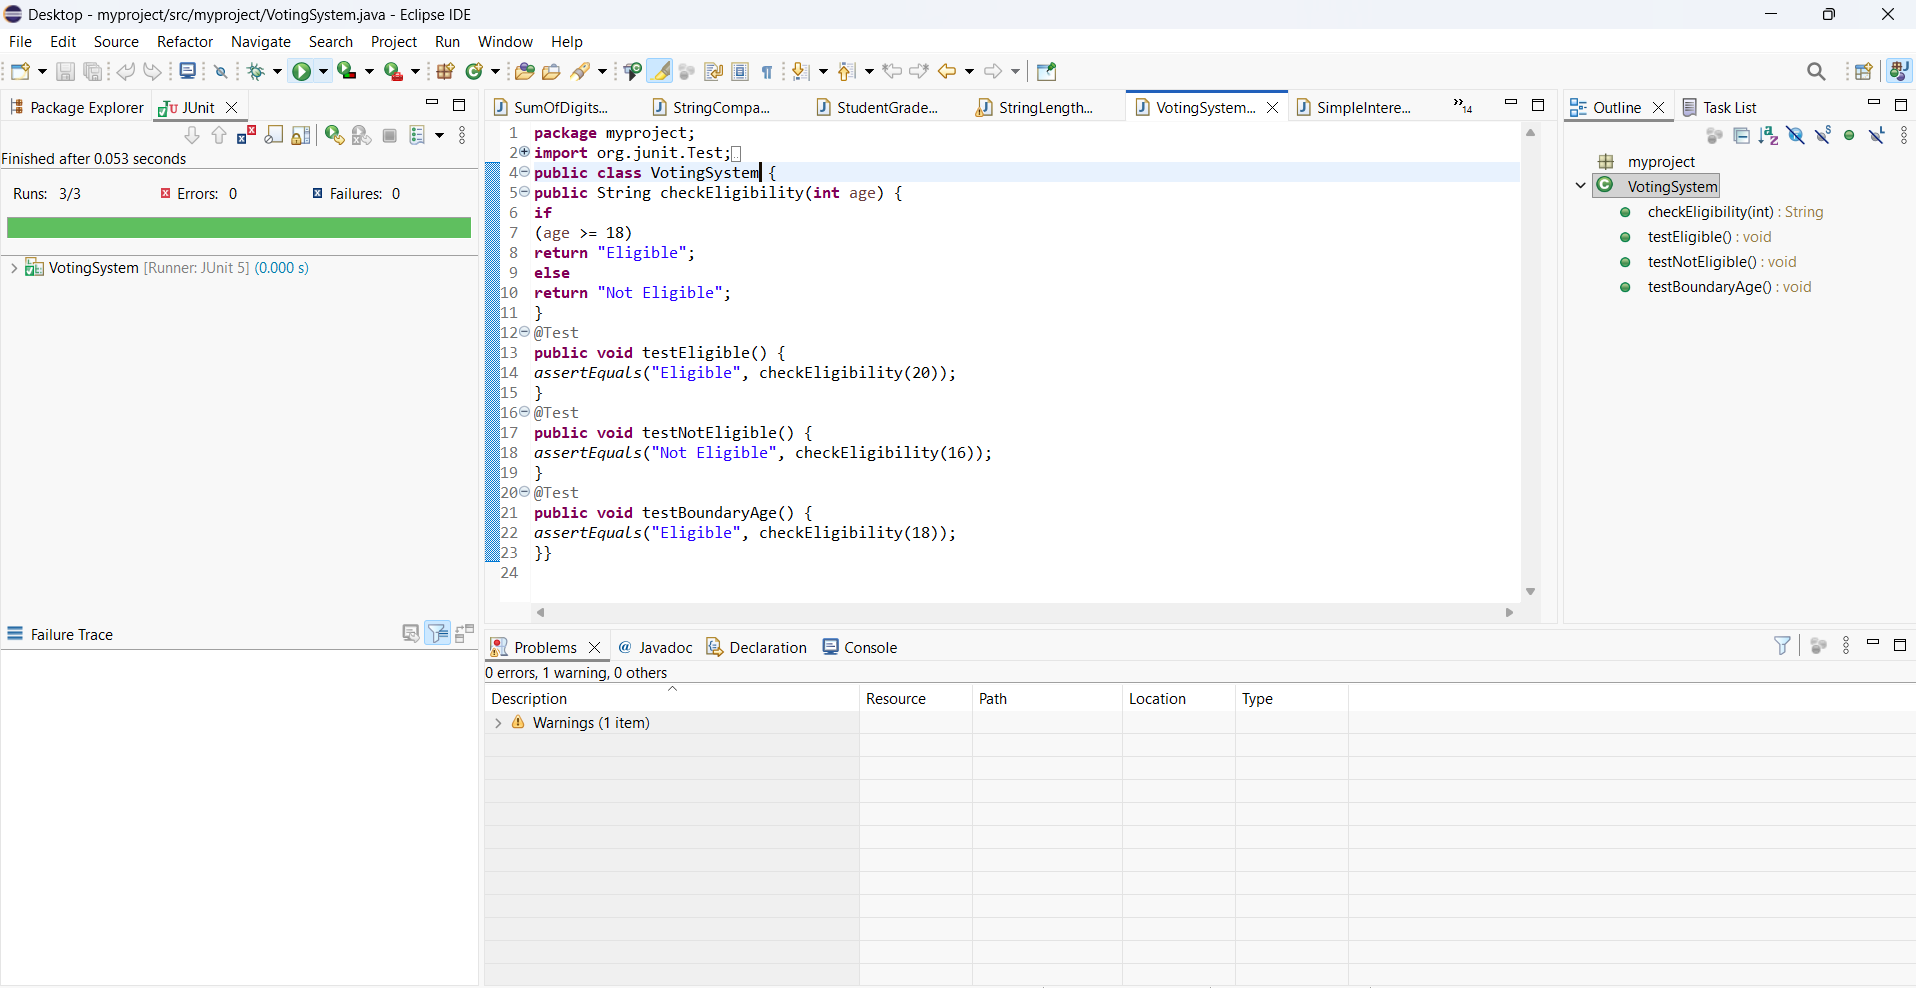 Desktop - myproject/src/myproject/VotingSystem.java - Eclipse IDE
File Edit Source Refactor Navigate Search Project Run Window Help
Package Explorer JUnit
Finished after 0.053 seconds
Runs: 3/3 Errors: 0 Failures: 0
VotingSystem [Runner: JUnit 5] (0.000 s)
Failure Trace
SumOfDigits... StringCompa... StudentGrade... StringLength... VotingSystem... SimpleIntere... »14
1 package myproject;
2 import org.junit.Test;
4 public class VotingSystem {
5 public String checkEligibility(int age) {
6 if
7 (age >= 18)
8 return "Eligible";
9 else
10 return "Not Eligible";
11 }
12 @Test
13 public void testEligible() {
14 assertEquals("Eligible", checkEligibility(20));
15 }
16 @Test
17 public void testNotEligible() {
18 assertEquals("Not Eligible", checkEligibility(16));
19 }
20 @Test
21 public void testBoundaryAge() {
22 assertEquals("Eligible", checkEligibility(18));
23 }}
24
Outline Task List
myproject
VotingSystem
checkEligibility(int) : String
testEligible() : void
testNotEligible() : void
testBoundaryAge() : void
Problems @ Javadoc Declaration Console
0 errors, 1 warning, 0 others
Description Resource Path Location Type
Warnings (1 item)